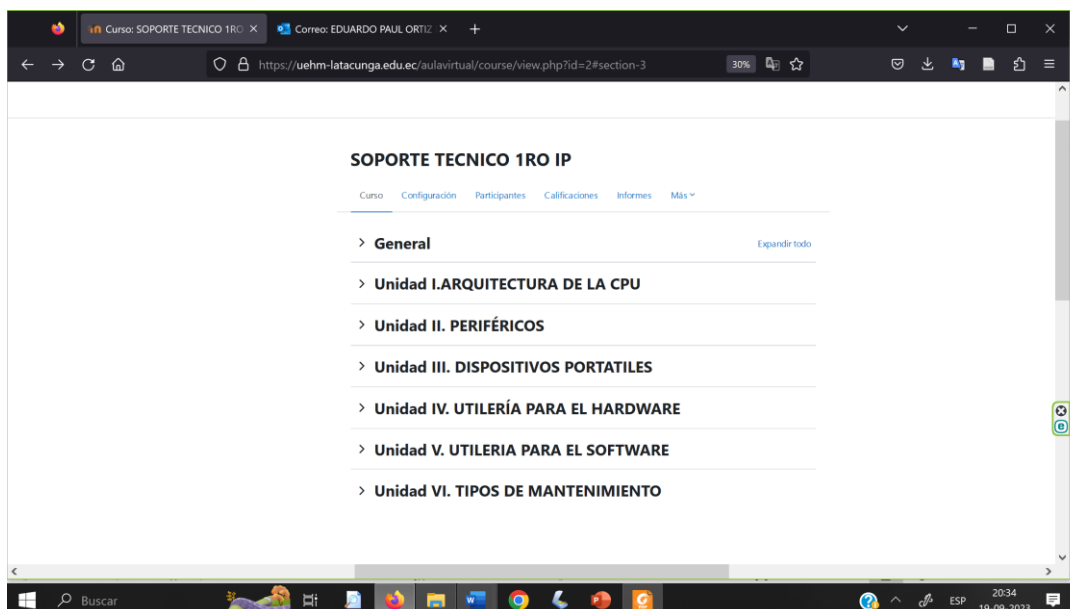 Curso: SOPORTE TECNICO 1RO
Correo: EDUARDO PAUL ORTIZ
https://uehm-latacunga.edu.ec/aulavirtual/course/view.php?id=2#section-3
30%
SOPORTE TECNICO 1RO IP
Curso Configuración Participantes Calificaciones Informes Más
General
Expandir todo
Unidad I.ARQUITECTURA DE LA CPU
Unidad II. PERIFÉRICOS
Unidad III. DISPOSITIVOS PORTATILES
Unidad IV. UTILERÍA PARA EL HARDWARE
Unidad V. UTILERIA PARA EL SOFTWARE
Unidad VI. TIPOS DE MANTENIMIENTO
Buscar
ESP
20:34
19-09-2023